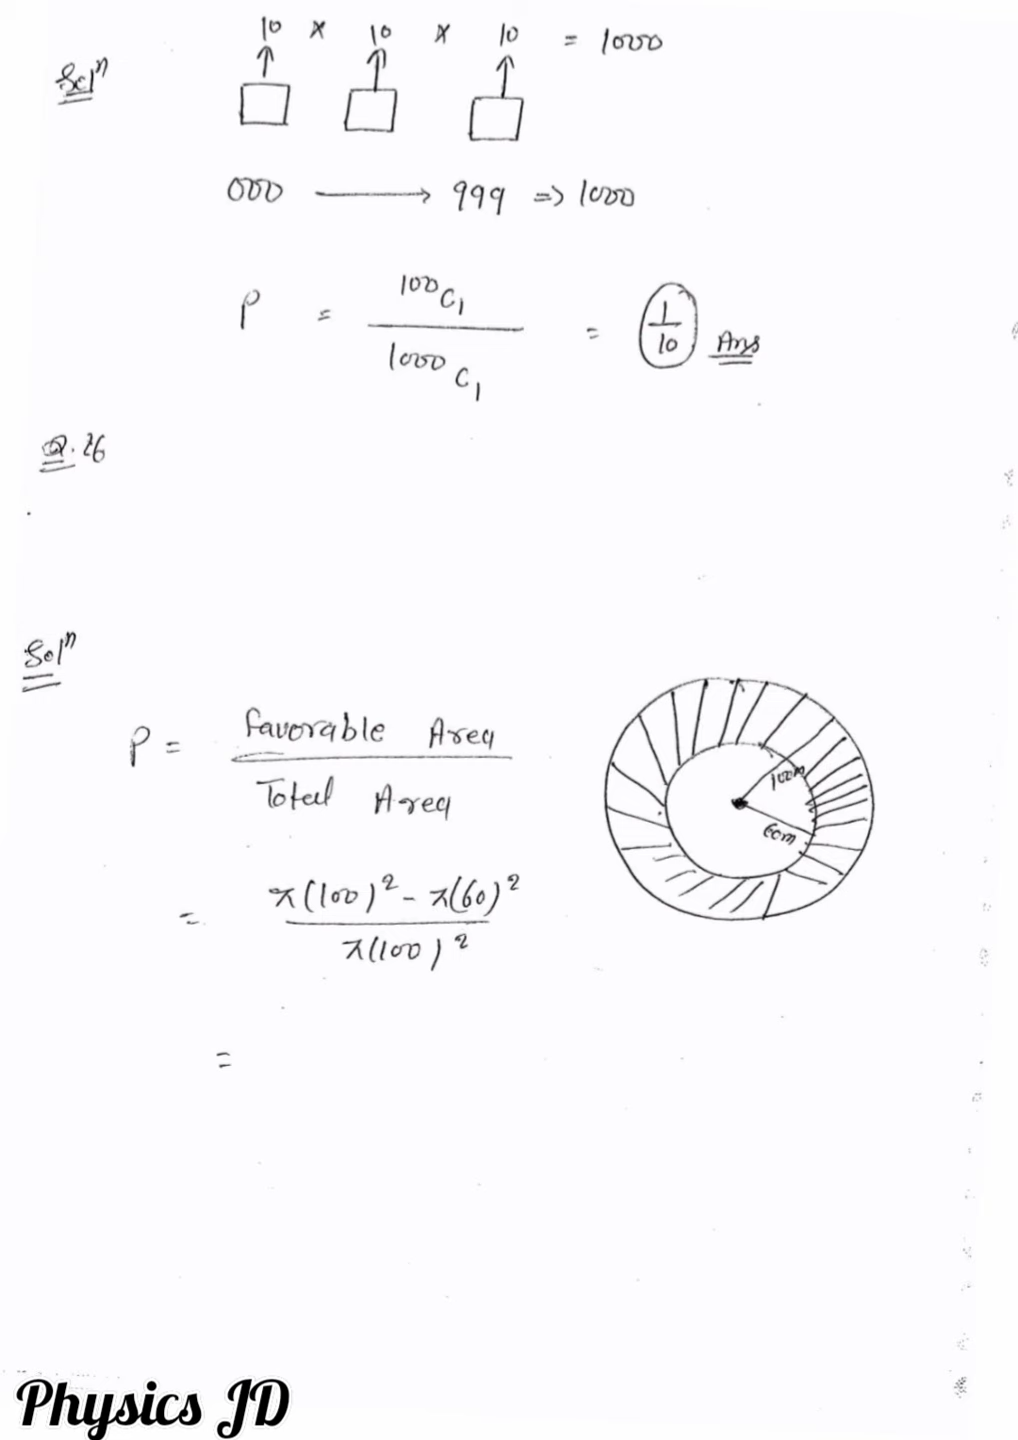 Solⁿ
10 × 10 × 10 = 1000
000 → 999 => 1000
P = ¹⁰⁰C₁ / ¹⁰⁰⁰C₁ = 1/10 Ans
Q. 26
Solⁿ
P = favorable Area / Total Area
100m
60m
= π(100)² - π(60)² / π(100)²
=
Physics JD